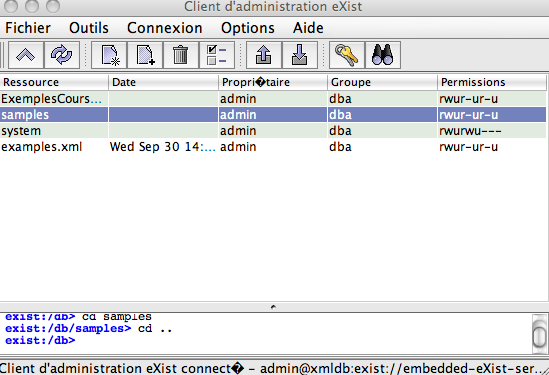 Client d'administration eXist
Fichier Outils Connexion Options Aide
Ressource Date Propri�taire Groupe Permissions
ExemplesCours... admin dba rwur-ur-u
samples admin dba rwur-ur-u
system admin dba rwurwu---
examples.xml Wed Sep 30 14:... admin dba rwur-ur-u
exist:/db> cd samples
exist:/db/samples> cd ..
exist:/db>
Client d'administration eXist connect� - admin@xmldb:exist://embedded-eXist-ser...